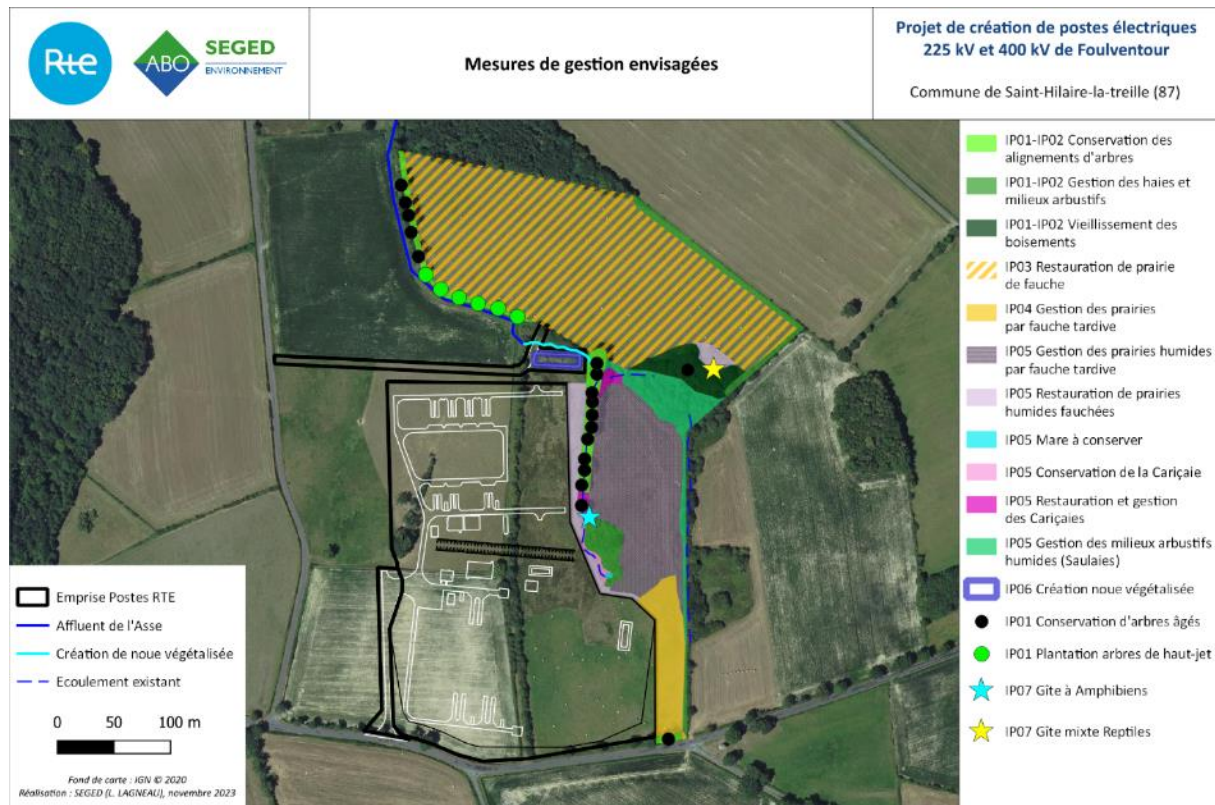 Rte
ABO
SEGED
ENVIRONNEMENT
Mesures de gestion envisagées
Projet de création de postes électriques
225 kV et 400 kV de Foulventour
Commune de Saint-Hilaire-la-treille (87)
IP01-IP02 Conservation des
alignements d'arbres
IP01-IP02 Gestion des haies et
milieux arbustifs
IP01-IP02 Vieillissement des
boisements
IP03 Restauration de prairie
de fauche
IP04 Gestion des prairies
par fauche tardive
IP05 Gestion des prairies humides
par fauche tardive
IP05 Restauration de prairies
humides fauchées
IP05 Mare à conserver
IP05 Conservation de la Cariçaie
IP05 Restauration et gestion
des Cariçaies
IP05 Gestion des milieux arbustifs
humides (Saulaies)
IP06 Création noue végétalisée
IP01 Conservation d'arbres âgés
IP01 Plantation arbres de haut-jet
IP07 Gîte à Amphibiens
IP07 Gîte mixte Reptiles
Emprise Postes RTE
Affluent de l'Asse
Création de noue végétalisée
Ecoulement existant
0 50 100 m
Fond de carte : IGN © 2020
Réalisation : SEGED (L. LAGNEAU), novembre 2023